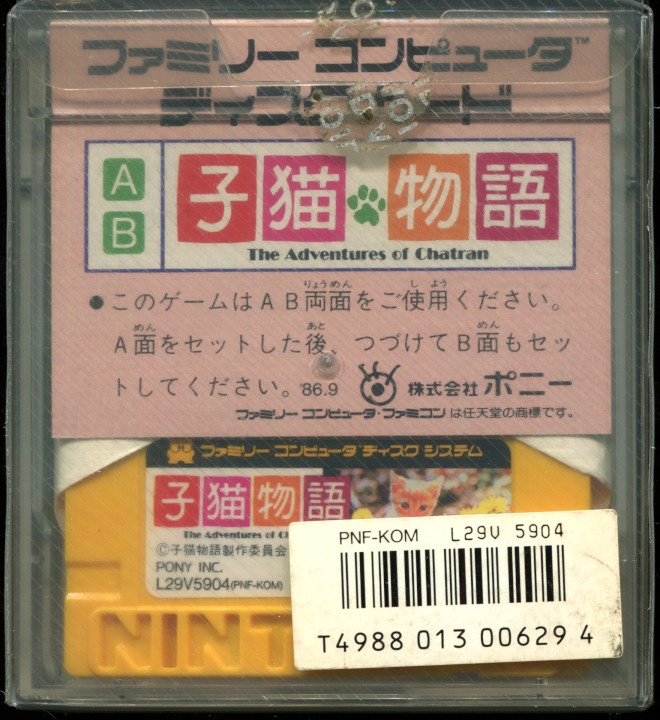 ファミリー コンピュータ™
ディスクカード
A
B
子猫物語
The Adventures of Chatran
●このゲームはAB両面をご使用ください。
A面をセットした後、つづけてB面もセッ
トしてください。'86.9 株式会社ポニー
ファミリー コンピュータ・ファミコンは任天堂の商標です。
ファミリー コンピュータ ディスク システム
子猫物語
The Adventures of
©子猫物語製作委員会
PONY INC.
L29V5904(PNF-KOM)
NINT
PNF-KOM L29V 5904
T4988 013 00629 4